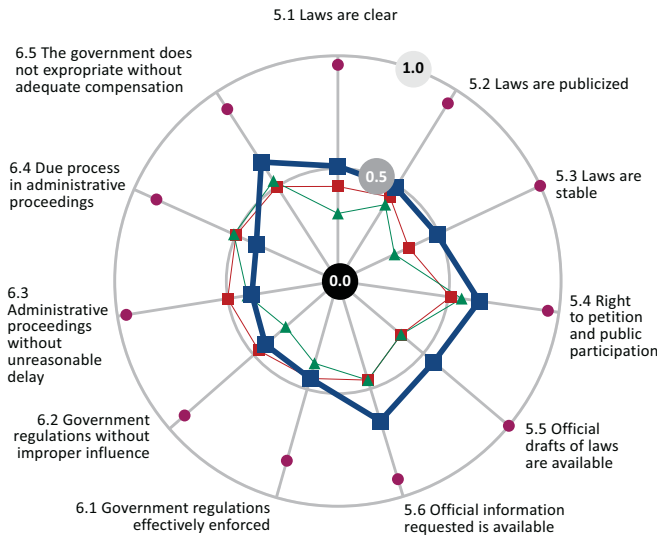 5.1 Laws are clear
1.0
5.2 Laws are publicized
5.3 Laws are
stable
5.4 Right
to petition
and public
participation
5.5 Official
drafts of laws
are available
5.6 Official information
requested is available
6.1 Government regulations
effectively enforced
6.2 Government
regulations without
improper influence
6.3
Administrative
proceedings
without
unreasonable
delay
6.4 Due process
in administrative
proceedings
6.5 The government does
not expropriate without
adequate compensation
0.5
0.0